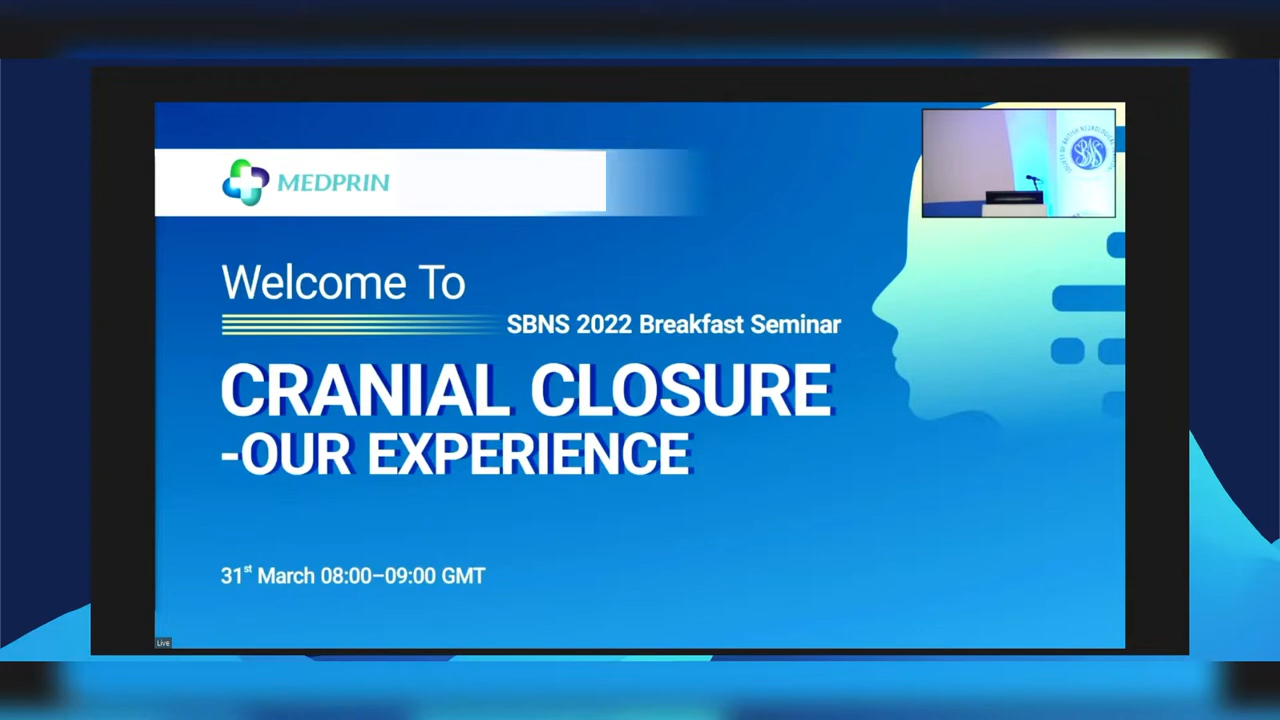 MEDPRIN
Welcome To
SBNS 2022 Breakfast Seminar
CRANIAL CLOSURE
-OUR EXPERIENCE
31st March 08:00–09:00 GMT
SBNS
Live